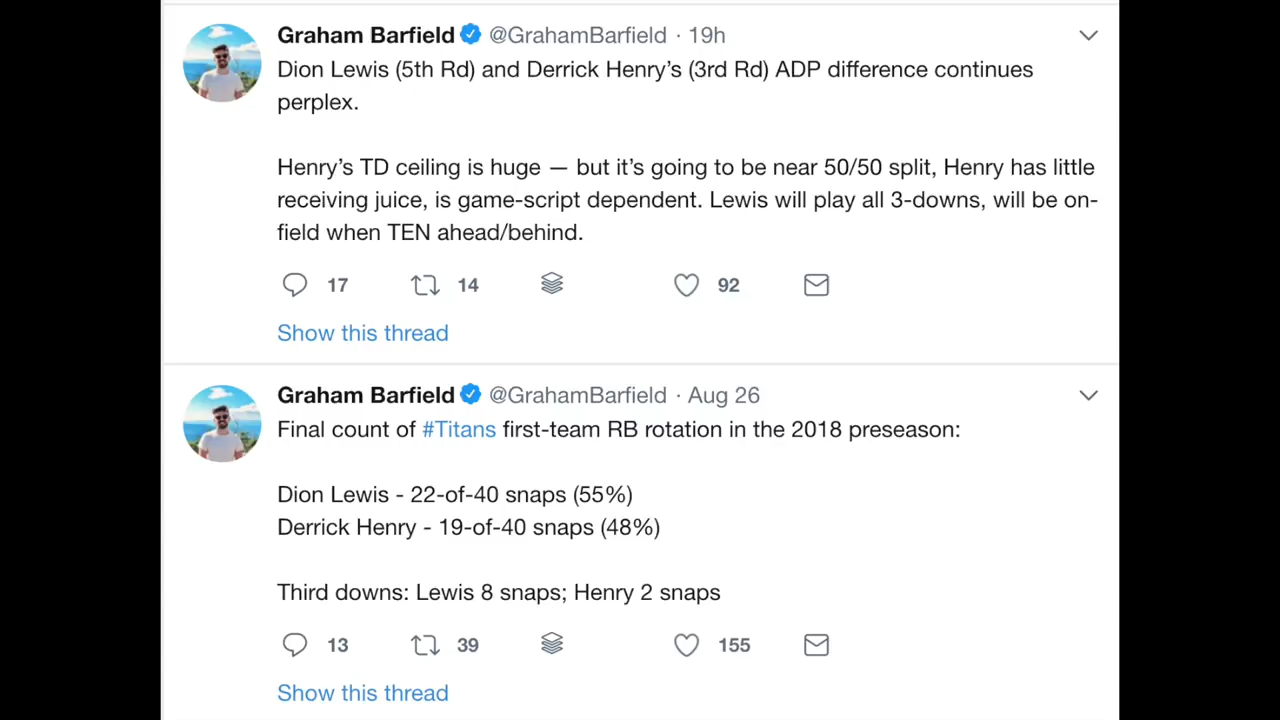 Graham Barfield @GrahamBarfield · 19h
Dion Lewis (5th Rd) and Derrick Henry’s (3rd Rd) ADP difference continues
perplex.
Henry’s TD ceiling is huge — but it’s going to be near 50/50 split, Henry has little
receiving juice, is game-script dependent. Lewis will play all 3-downs, will be on-
field when TEN ahead/behind.
17 14 92
Show this thread
Graham Barfield @GrahamBarfield · Aug 26
Final count of #Titans first-team RB rotation in the 2018 preseason:
Dion Lewis - 22-of-40 snaps (55%)
Derrick Henry - 19-of-40 snaps (48%)
Third downs: Lewis 8 snaps; Henry 2 snaps
13 39 155
Show this thread